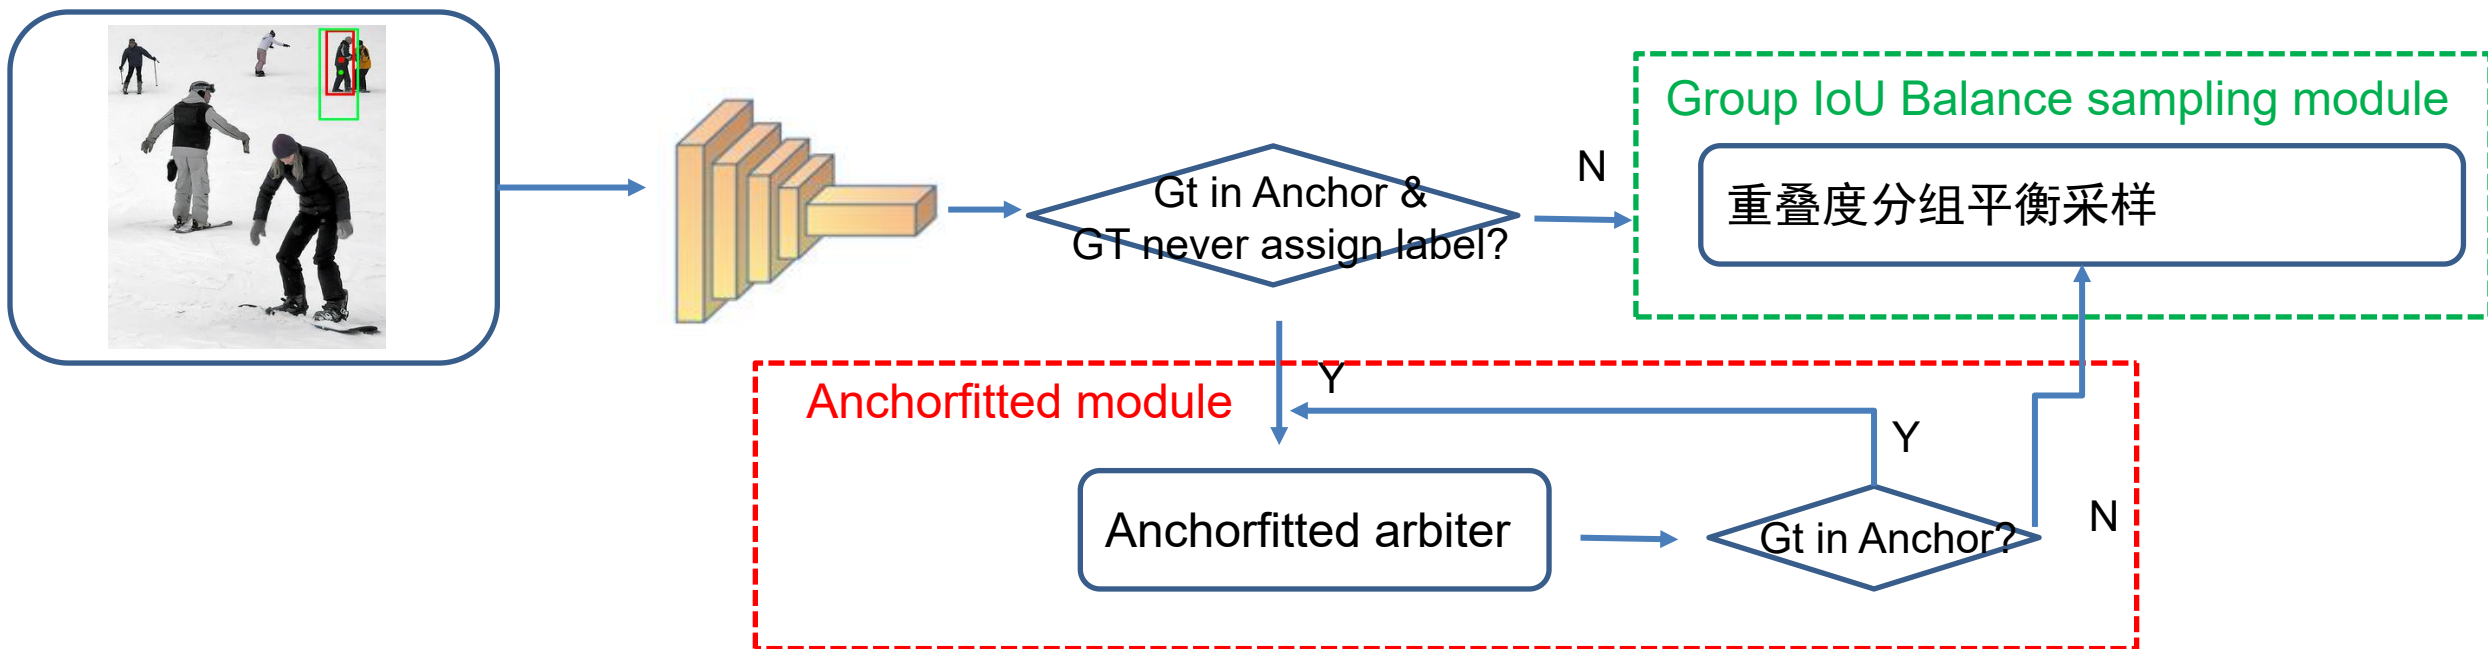 Group IoU Balance sampling module
重叠度分组平衡采样
Gt in Anchor &
GT never assign label?
N
Y
Anchorfitted module
Anchorfitted arbiter
Gt in Anchor?
Y
N